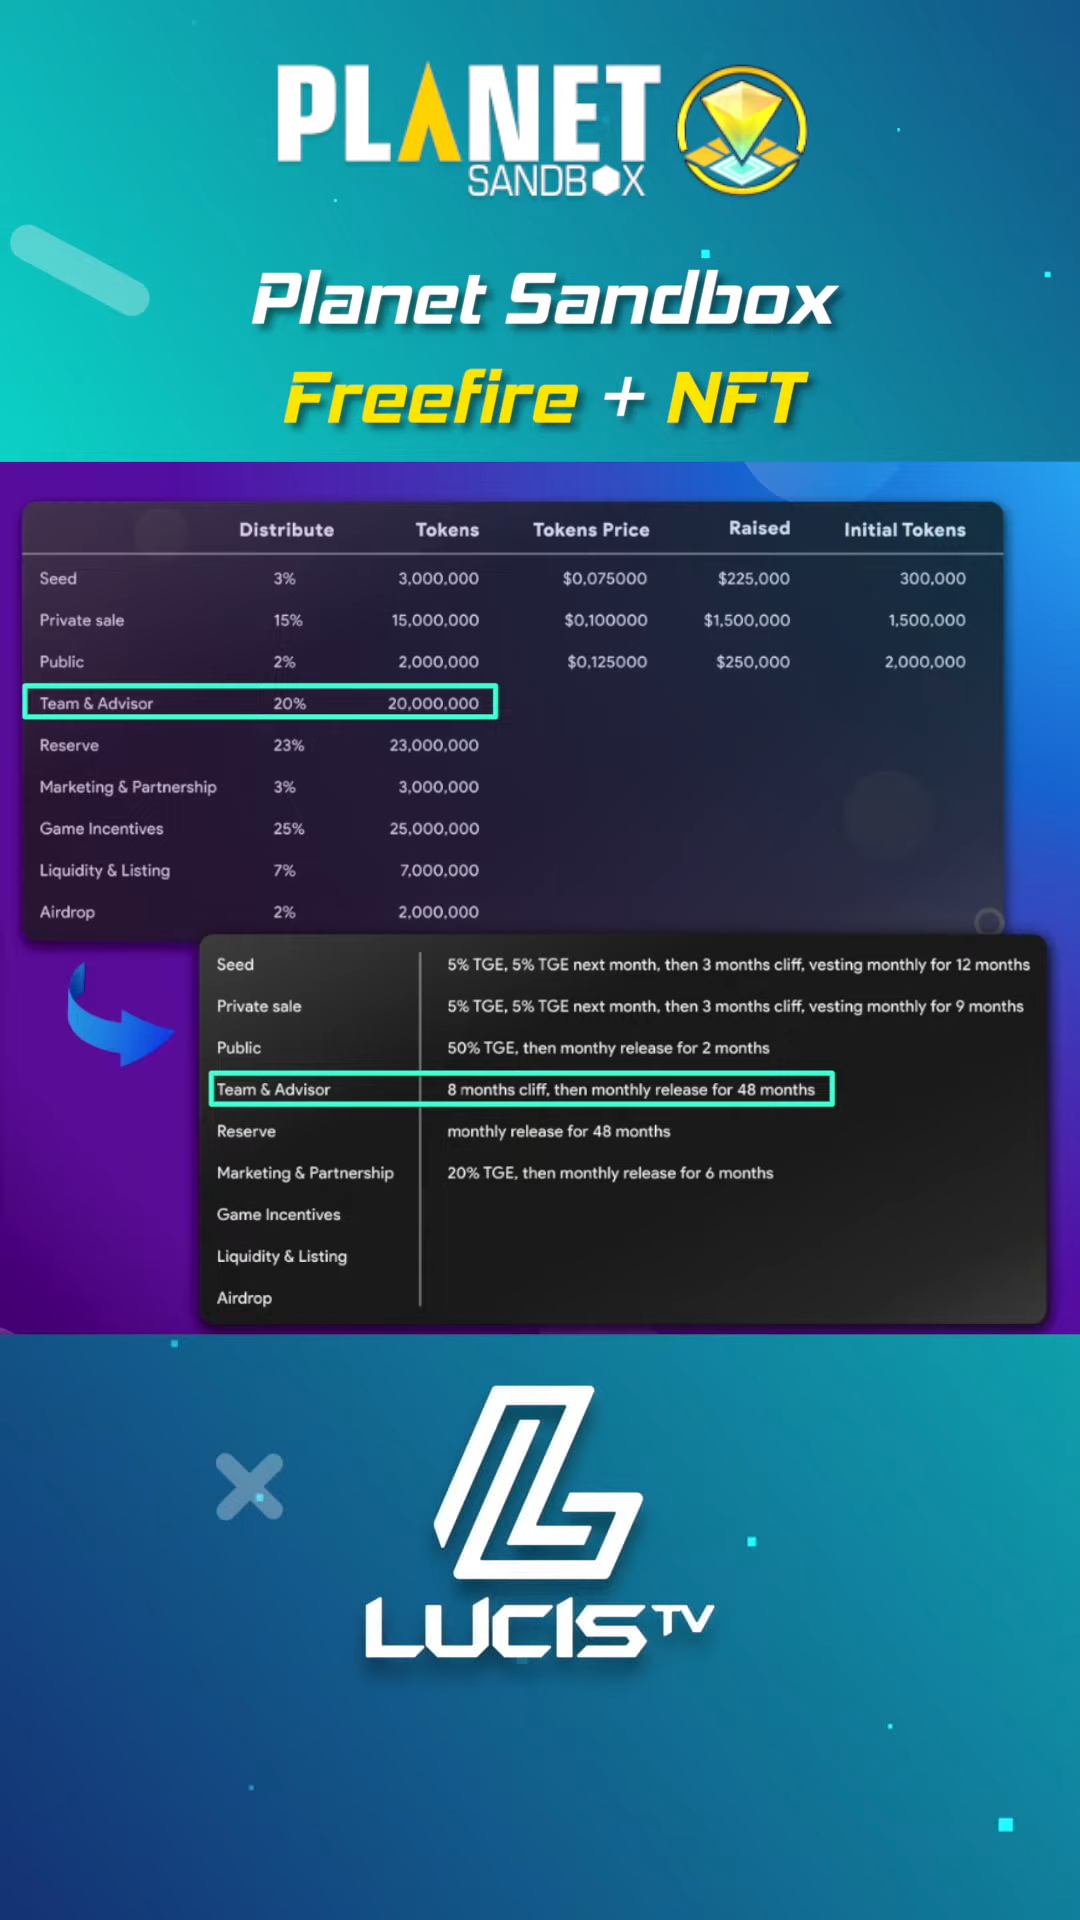 PLANET
SANDBOX
Planet Sandbox
Freefire + NFT
Distribute Tokens Tokens Price Raised Initial Tokens
Seed 3% 3,000,000 $0,075000 $225,000 300,000
Private sale 15% 15,000,000 $0,100000 $1,500,000 1,500,000
Public 2% 2,000,000 $0,125000 $250,000 2,000,000
Team & Advisor 20% 20,000,000
Reserve 23% 23,000,000
Marketing & Partnership 3% 3,000,000
Game Incentives 25% 25,000,000
Liquidity & Listing 7% 7,000,000
Airdrop 2% 2,000,000
Seed 5% TGE, 5% TGE next month, then 3 months cliff, vesting monthly for 12 months
Private sale 5% TGE, 5% TGE next month, then 3 months cliff, vesting monthly for 9 months
Public 50% TGE, then monthy release for 2 months
Team & Advisor 8 months cliff, then monthly release for 48 months
Reserve monthly release for 48 months
Marketing & Partnership 20% TGE, then monthly release for 6 months
Game Incentives
Liquidity & Listing
Airdrop
LUCIS TV